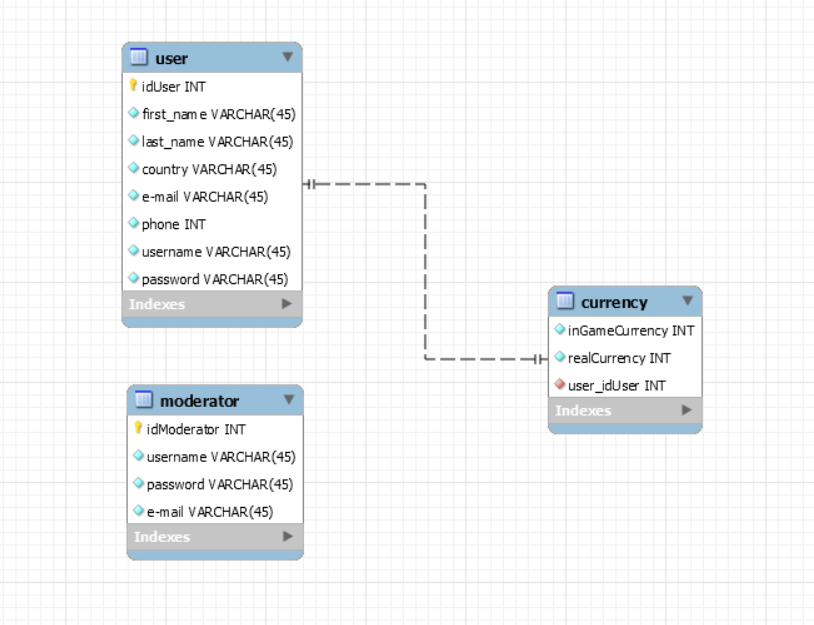 user
idUser INT
first_name VARCHAR(45)
last_name VARCHAR(45)
country VARCHAR(45)
e-mail VARCHAR(45)
phone INT
username VARCHAR(45)
password VARCHAR(45)
Indexes
currency
inGameCurrency INT
realCurrency INT
user_idUser INT
Indexes
moderator
idModerator INT
username VARCHAR(45)
password VARCHAR(45)
e-mail VARCHAR(45)
Indexes